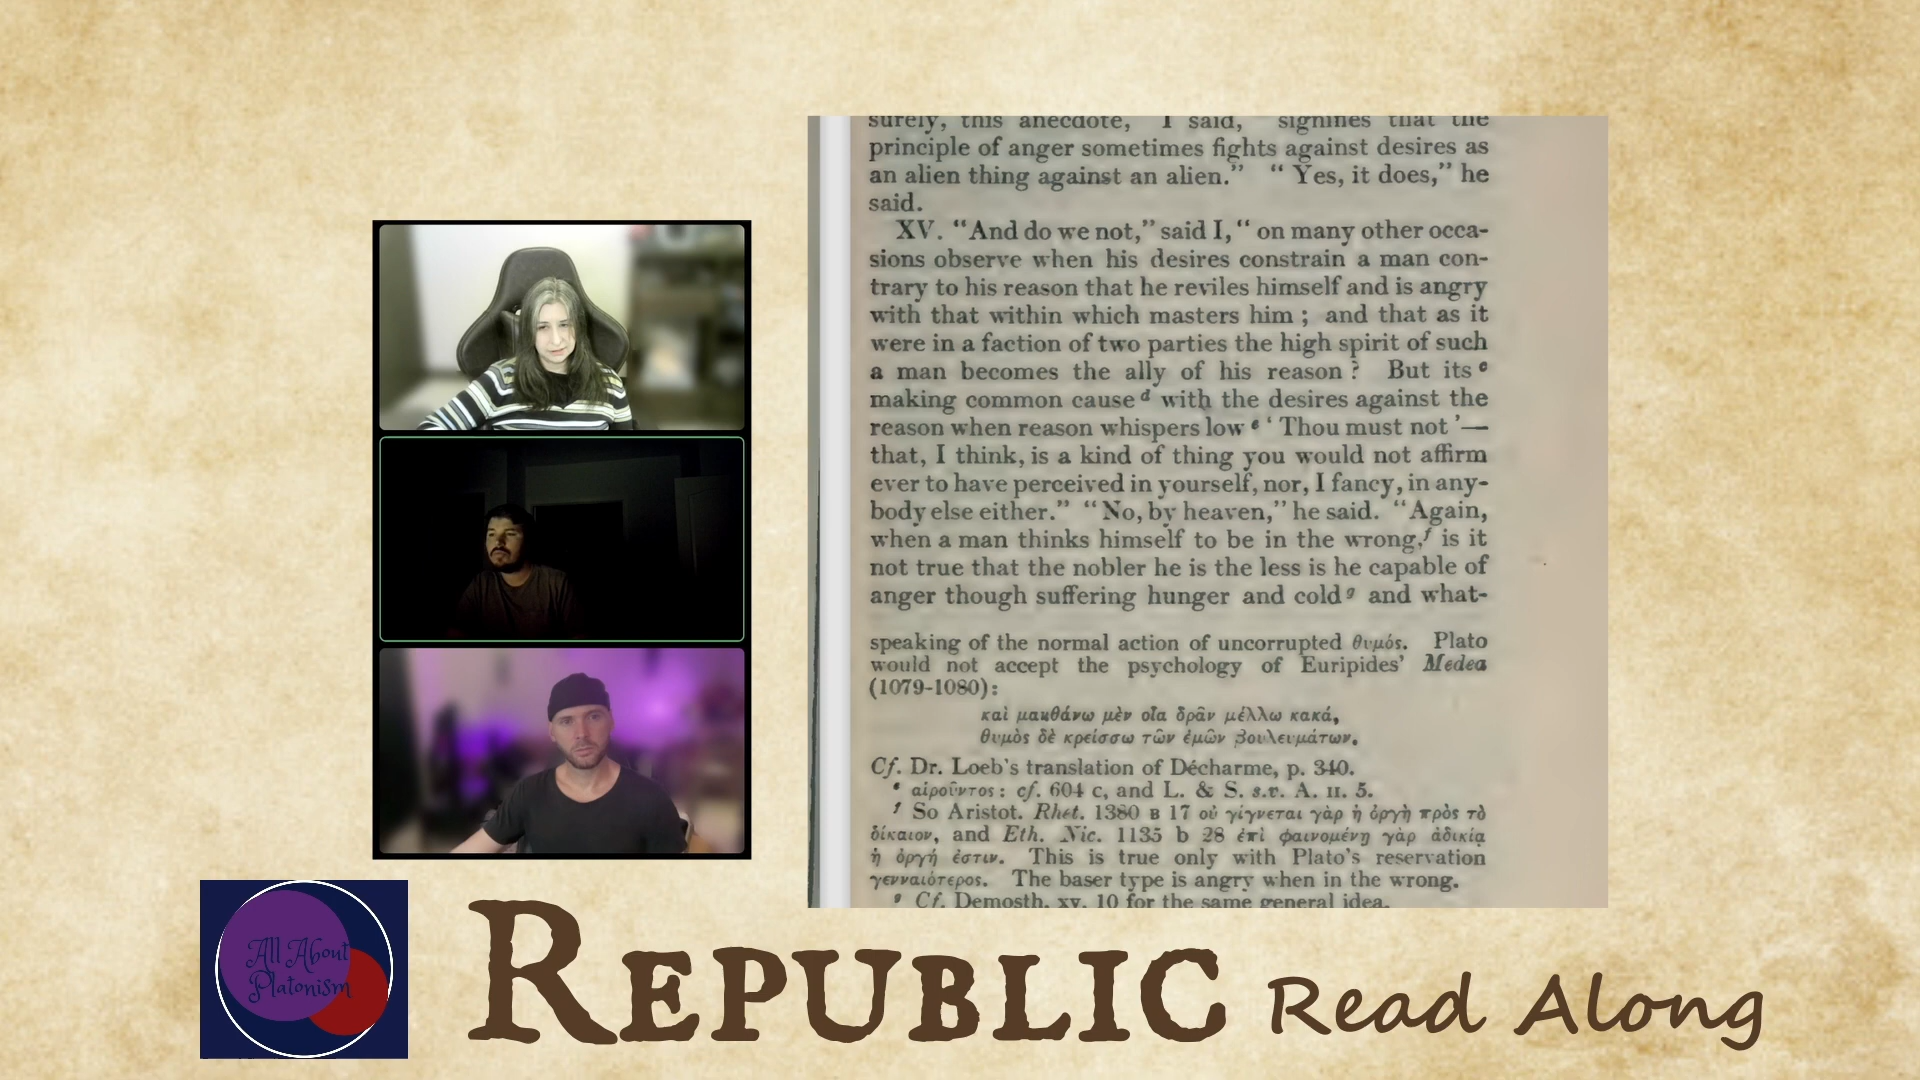 surely, this anecdote," I said, "signifies that the
principle of anger sometimes fights against desires as
an alien thing against an alien." "Yes, it does," he
said.
XV. "And do we not," said I, "on many other occa-
sions observe when his desires constrain a man con-
trary to his reason that he reviles himself and is angry
with that within which masters him; and that as it
were in a faction of two parties the high spirit of such
a man becomes the ally of his reason? But its c
making common cause d with the desires against the
reason when reason whispers low e 'Thou must not'—
that, I think, is a kind of thing you would not affirm
ever to have perceived in yourself, nor, I fancy, in any-
body else either." "No, by heaven," he said. "Again,
when a man thinks himself to be in the wrong,f is it
not true that the nobler he is the less is he capable of
anger though suffering hunger and cold g and what-
speaking of the normal action of uncorrupted θυμός. Plato
would not accept the psychology of Euripides' Medea
(1079-1080):
καὶ μανθάνω μὲν οἷα δρᾶν μέλλω κακά,
θυμὸς δὲ κρείσσω τῶν ἐμῶν βουλευμάτων.
Cf. Dr. Loeb's translation of Décharme, p. 340.
e αἱροῦντος: cf. 604 c, and L. & S. s.v. A. II. 5.
f So Aristot. Rhet. 1380 B 17 οὐ γίγνεται γὰρ ἡ ὀργὴ πρὸς τὸ
δίκαιον, and Eth. Nic. 1135 b 28 ἐπὶ φαινομένῃ γὰρ ἀδικίᾳ
ἡ ὀργή ἐστιν. This is true only with Plato's reservation
γενναιότερος. The baser type is angry when in the wrong.
g Cf. Demosth. xv. 10 for the same general idea.
All About
Platonism
REPUBLIC Read Along